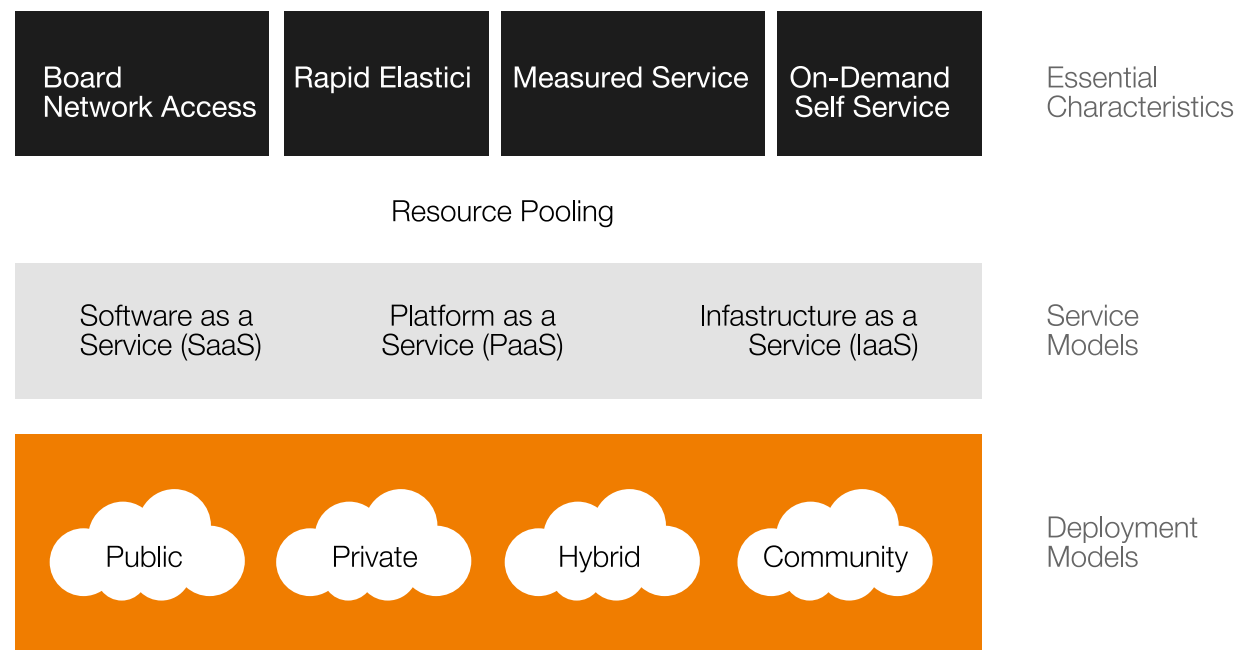 Board
Network Access
Rapid Elastici
Measured Service
On-Demand
Self Service
Essential
Characteristics
Resource Pooling
Software as a
Service (SaaS)
Platform as a
Service (PaaS)
Infastructure as a
Service (IaaS)
Service
Models
Public
Private
Hybrid
Community
Deployment
Models